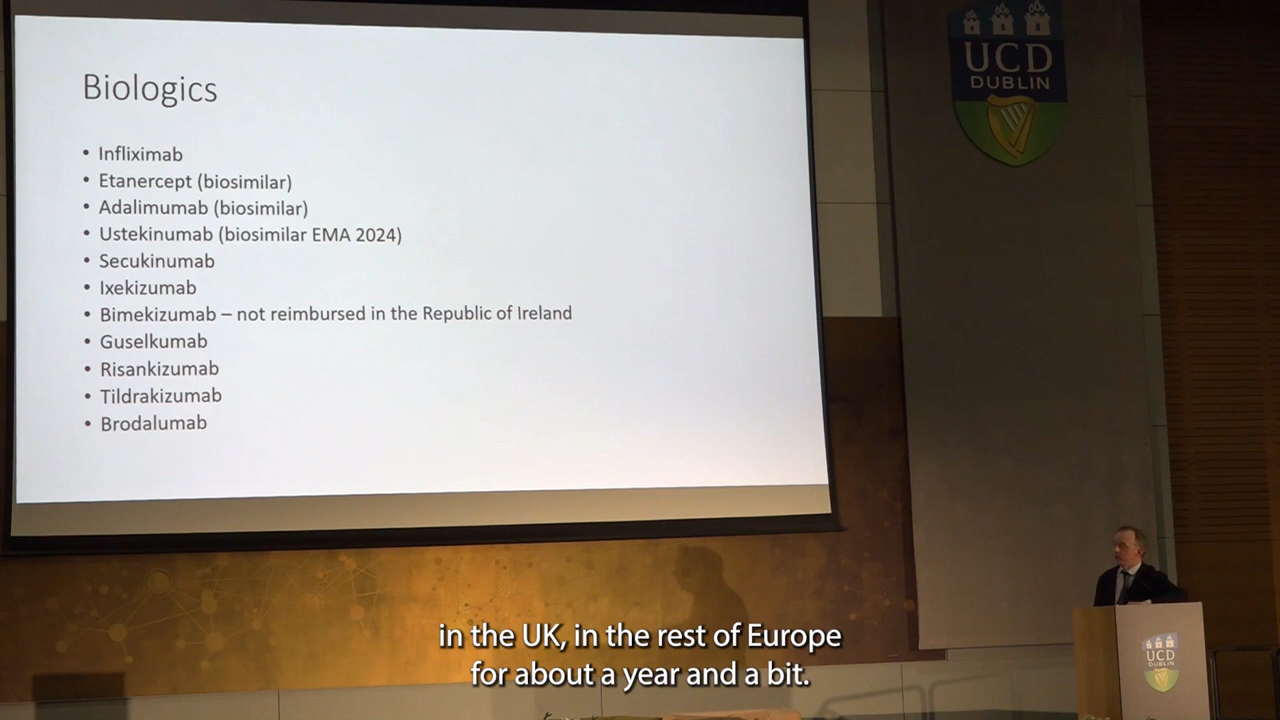 Biologics
• Infliximab
• Etanercept (biosimilar)
• Adalimumab (biosimilar)
• Ustekinumab (biosimilar EMA 2024)
• Secukinumab
• Ixekizumab
• Bimekizumab – not reimbursed in the Republic of Ireland
• Guselkumab
• Risankizumab
• Tildrakizumab
• Brodalumab
UCD
DUBLIN
UCD
DUBLIN
in the UK, in the rest of Europe
for about a year and a bit.